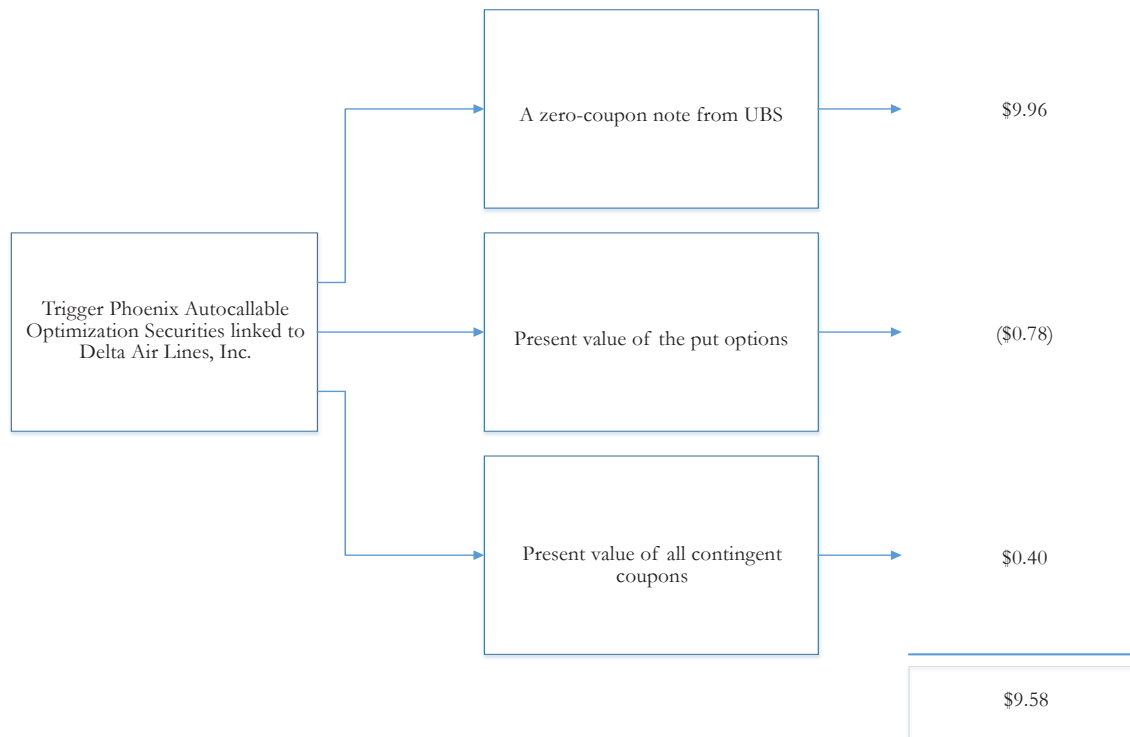 A zero-coupon note from UBS
$9.96
Trigger Phoenix Autocallable
Optimization Securities linked to
Delta Air Lines, Inc.
Present value of the put options
($0.78)
Present value of all contingent
coupons
$0.40
$9.58